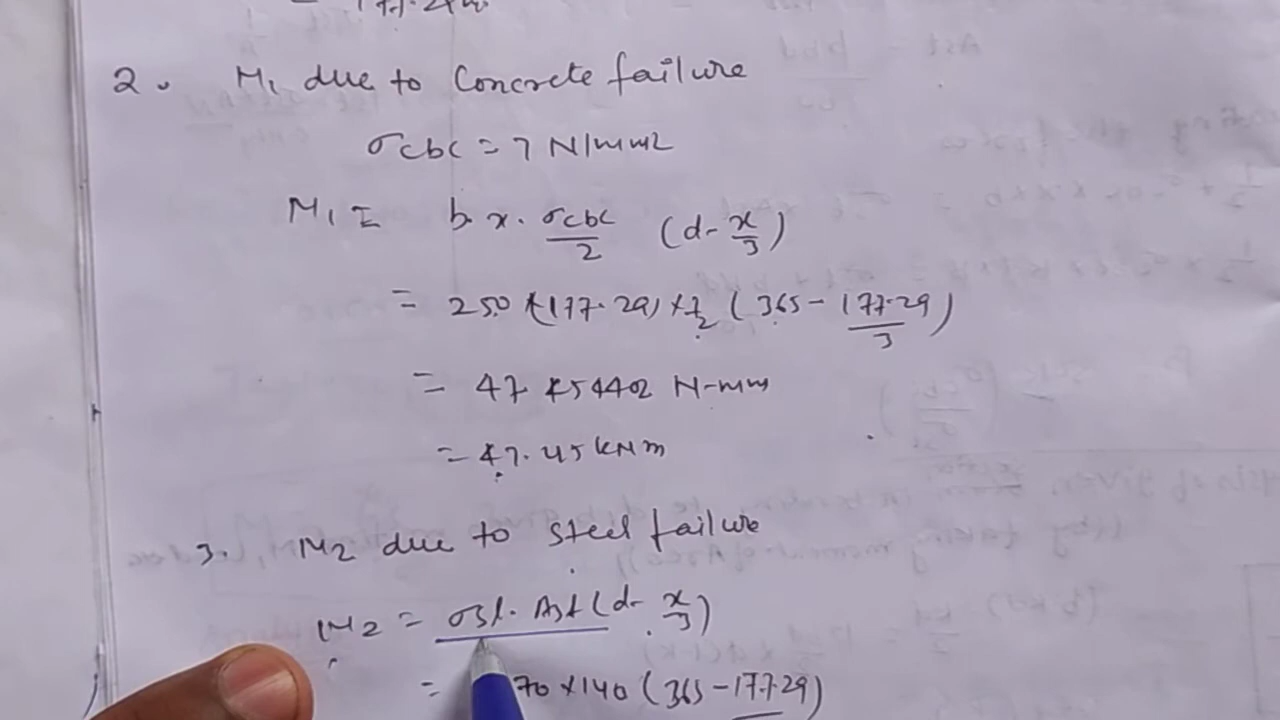 2. M1 due to Concrete failure
σcbc = 7 N/mm2
M1 = b x. σcbc/2 (d- x/3)
= 250 × (177.29) × 7/2 (365 - 177.29/3)
= 47 454402 N-mm
= 47.45 kNm
3. M2 due to steel failure
M2 = σst. Ast (d- x/3)
= 70 × 140 (365 - 177.29)